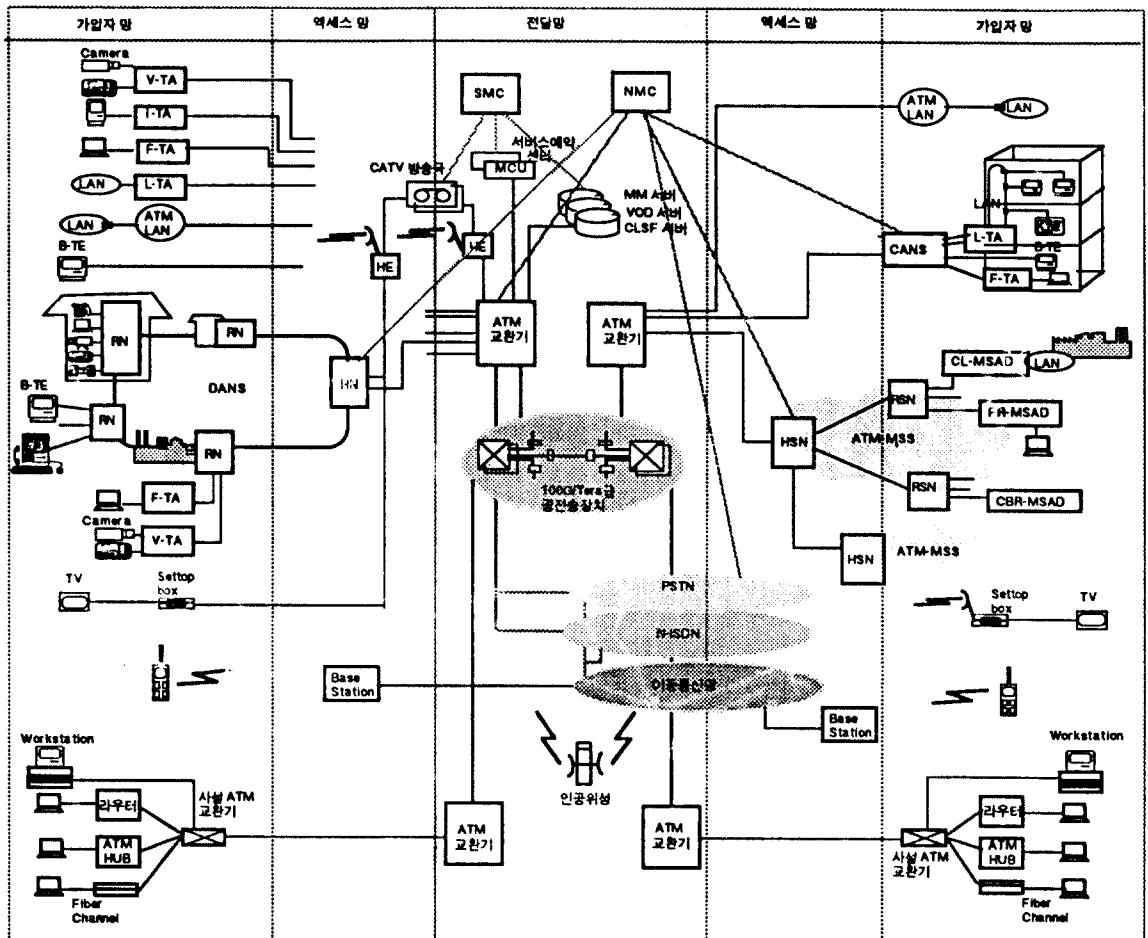 가입자 망
액세스 망
전달망
액세스 망
가입자 망
Camera
V-TA
T-TA
F-TA
LAN
L-TA
LAN
ATM
LAN
B-TE
RN
RN
B-TE
RN
DANS
RN
F-TA
Camera
V-TA
TV
Settop
box
Workstation
라우터
ATM
HUB
Fiber
Channel
사설 ATM
교환기
HE
HN
Base
Station
SMC
NMC
서비스예약
센터
MCU
CATV 방송국
MM 서버
VOD 서버
CLSF 서버
HE
ATM
교환기
ATM
교환기
100G/Tera급
광전송장치
PSTN
N-ISDN
이동통신망
인공위성
ATM
교환기
ATM
교환기
HSN
HSN
Base
Station
ATM
LAN
LAN
LAN
L-TA
B-TE
F-TA
CANS
CL-MSAD
LAN
RSN
FR-MSAD
ATM-MSS
RSN
CBR-MSAD
ATM-MSS
Settop
box
TV
Workstation
라우터
ATM
HUB
사설 ATM
교환기
Fiber
Channel